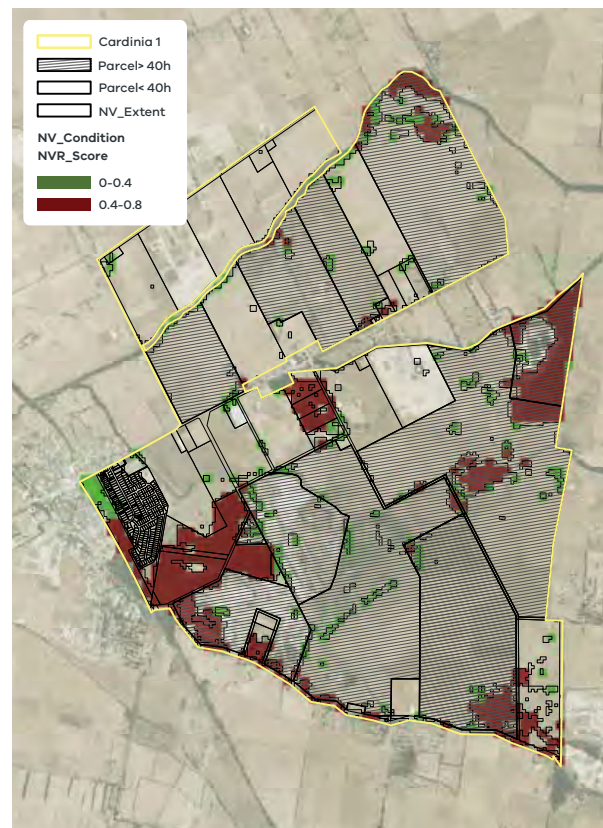 Cardinia 1
Parcel> 40h
Parcel< 40h
NV_Extent
NV_Condition
NVR_Score
0-0.4
0.4-0.8